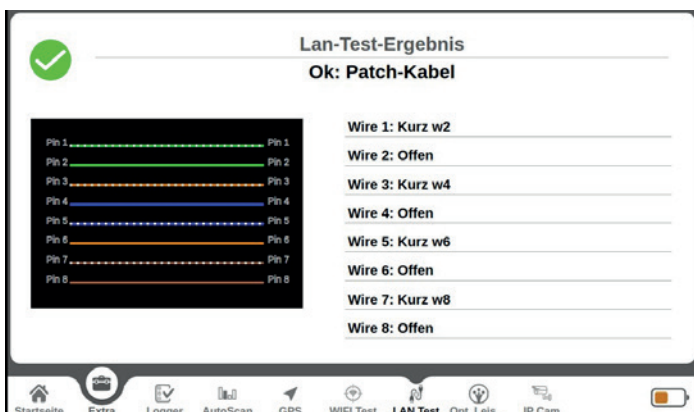 Lan-Test-Ergebnis
Ok: Patch-Kabel
Pin 1 Pin 1
Pin 2 Pin 2
Pin 3 Pin 3
Pin 4 Pin 4
Pin 5 Pin 5
Pin 6 Pin 6
Pin 7 Pin 7
Pin 8 Pin 8
Wire 1: Kurz w2
Wire 2: Offen
Wire 3: Kurz w4
Wire 4: Offen
Wire 5: Kurz w6
Wire 6: Offen
Wire 7: Kurz w8
Wire 8: Offen
Startseite Extra Logger AutoScan GPS WIFI Test LAN Test Opt. Leis. IP Cam